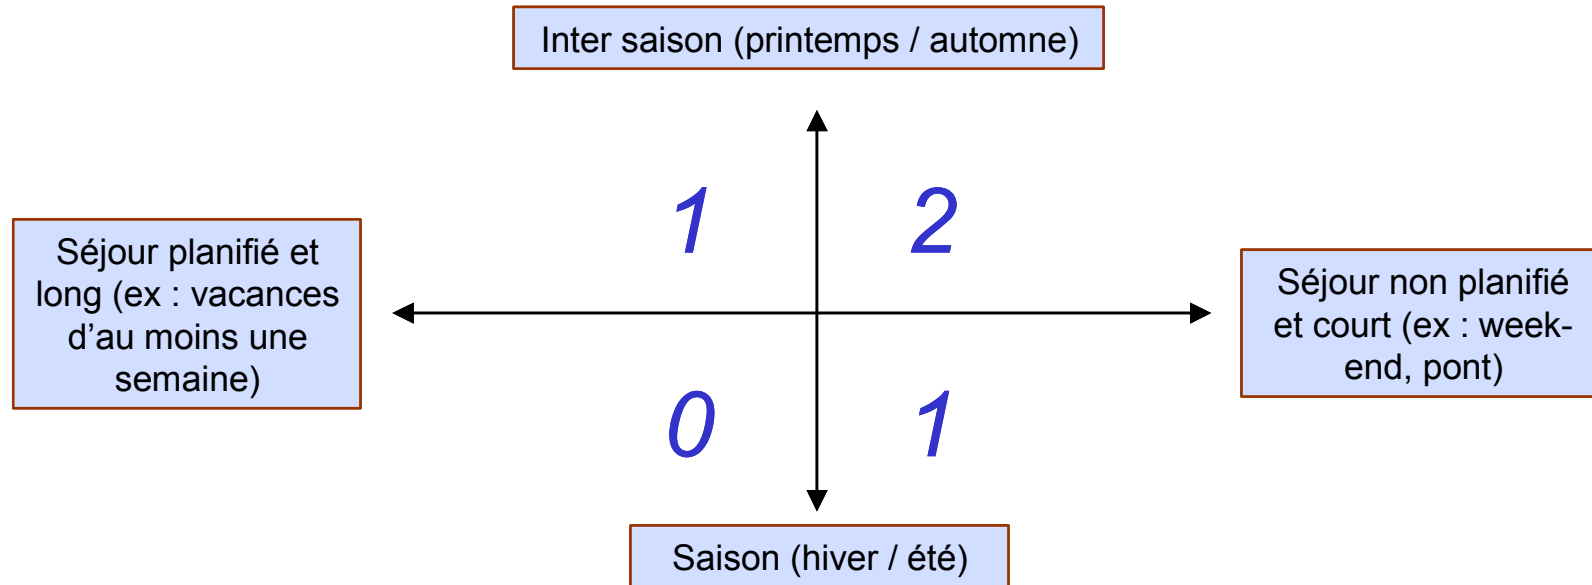 Inter saison (printemps / automne)
1 2
Séjour planifié et
long (ex : vacances
d’au moins une
semaine)
Séjour non planifié
et court (ex : week-
end, pont)
0 1
Saison (hiver / été)